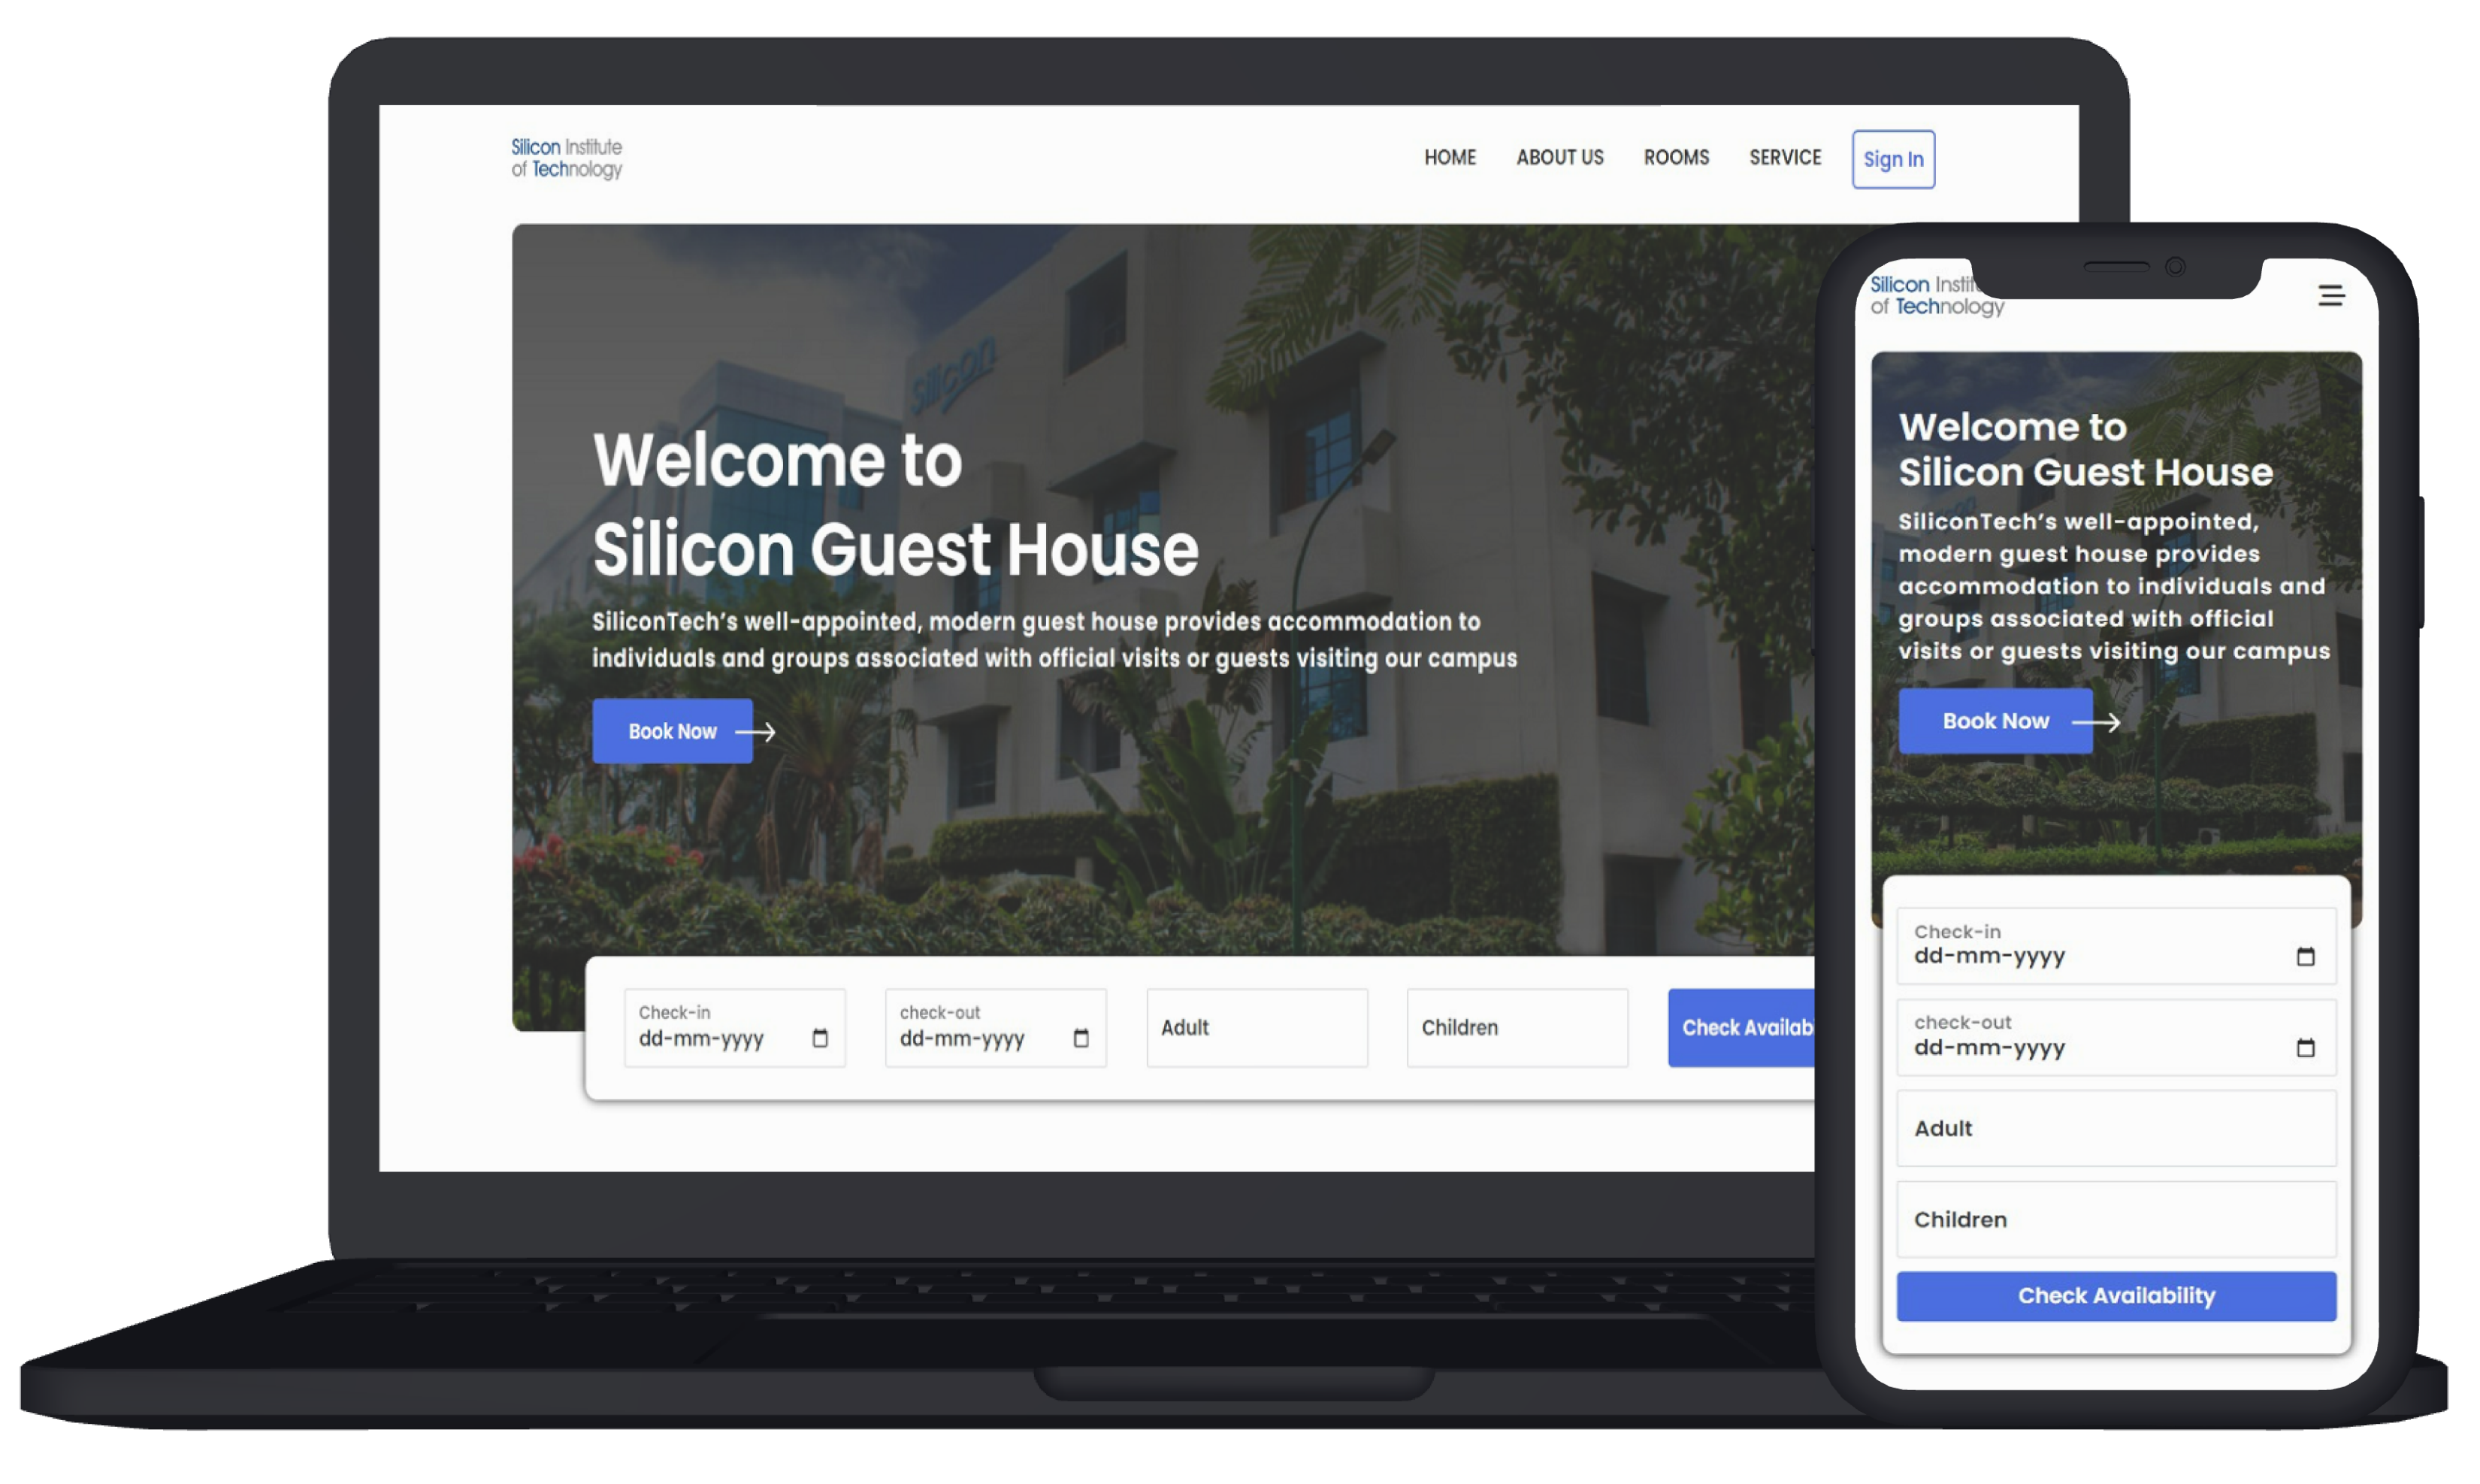 Silicon Institute
of Technology
HOME ABOUT US ROOMS SERVICE Sign In
silicon
Welcome to
Silicon Guest House
SiliconTech’s well-appointed, modern guest house provides accommodation to
individuals and groups associated with official visits or guests visiting our campus
Book Now
Check-in
dd-mm-yyyy
check-out
dd-mm-yyyy
Adult
Children
Check Availab
Silicon Instit
of Technology
Welcome to
Silicon Guest House
SiliconTech’s well-appointed,
modern guest house provides
accommodation to individuals and
groups associated with official
visits or guests visiting our campus
Book Now
Check-in
dd-mm-yyyy
check-out
dd-mm-yyyy
Adult
Children
Check Availability